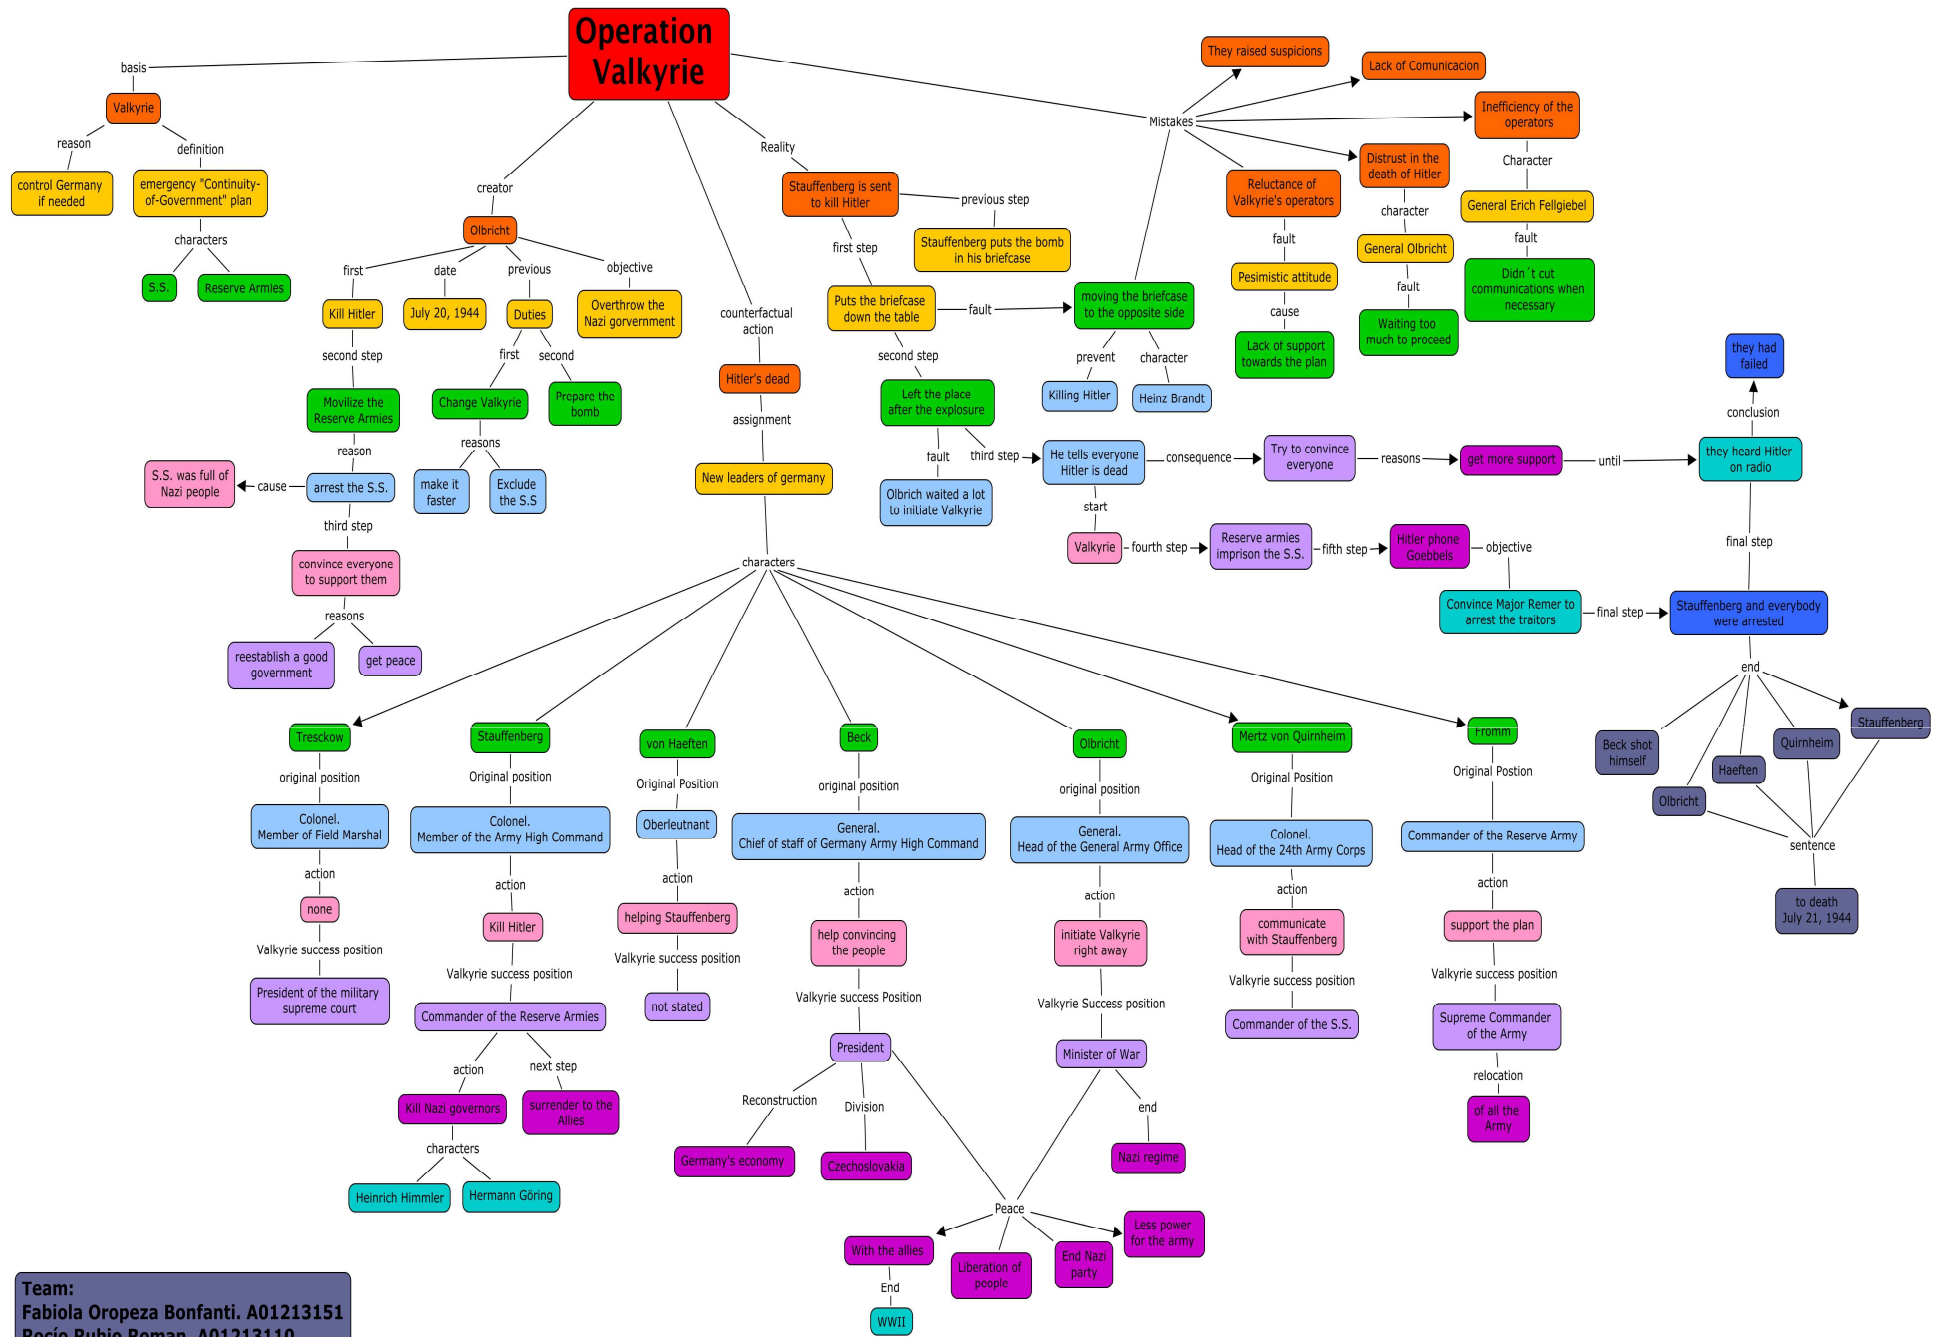 Operation
Valkyrie
basis
Valkyrie
reason
control Germany
if needed
definition
emergency "Continuity-
of-Government" plan
characters
S.S.
Reserve Armies
creator
Olbricht
first
Kill Hitler
second step
Movilize the
Reserve Armies
reason
arrest the S.S.
cause
S.S. was full of
Nazi people
third step
convince everyone
to support them
reasons
reestablish a good
government
get peace
date
July 20, 1944
previous
Duties
first
Change Valkyrie
reasons
make it
faster
Exclude
the S.S
second
Prepare the
bomb
objective
Overthrow the
Nazi gorvernment
counterfactual
action
Hitler's dead
assignment
New leaders of germany
characters
Tresckow
original position
Colonel.
Member of Field Marshal
action
none
Valkyrie success position
President of the military
supreme court
Stauffenberg
Original position
Colonel.
Member of the Army High Command
action
Kill Hitler
Valkyrie success position
Commander of the Reserve Armies
action
Kill Nazi governors
characters
Heinrich Himmler
Hermann Göring
next step
surrender to the
Allies
von Haeften
Original Position
Oberleutnant
action
helping Stauffenberg
Valkyrie success position
not stated
Beck
original position
General.
Chief of staff of Germany Army High Command
action
help convincing
the people
Valkyrie success Position
President
Reconstruction
Germany's economy
Division
Czechoslovakia
Olbricht
original position
General.
Head of the General Army Office
action
initiate Valkyrie
right away
Valkyrie Success position
Minister of War
end
Nazi regime
Peace
With the allies
End
WWII
Liberation of
people
End Nazi
party
Less power
for the army
Mertz von Quirnheim
Original Position
Colonel.
Head of the 24th Army Corps
action
communicate
with Stauffenberg
Valkyrie success position
Commander of the S.S.
Fromm
Original Postion
Commander of the Reserve Army
action
support the plan
Valkyrie success position
Supreme Commander
of the Army
relocation
of all the
Army
Reality
Stauffenberg is sent
to kill Hitler
previous step
Stauffenberg puts the bomb
in his briefcase
first step
Puts the briefcase
down the table
fault
moving the briefcase
to the opposite side
prevent
Killing Hitler
character
Heinz Brandt
second step
Left the place
after the explosure
fault
Olbrich waited a lot
to initiate Valkyrie
third step
He tells everyone
Hitler is dead
consequence
Try to convince
everyone
reasons
get more support
until
they heard Hitler
on radio
conclusion
they had
failed
start
Valkyrie
fourth step
Reserve armies
imprison the S.S.
fifth step
Hitler phone
Goebbels
objective
Convince Major Remer to
arrest the traitors
final step
final step
Stauffenberg and everybody
were arrested
end
Beck shot
himself
Olbricht
Haeften
Quirnheim
Stauffenberg
sentence
to death
July 21, 1944
Mistakes
They raised suspicions
Lack of Comunicacion
Inefficiency of the
operators
Character
General Erich Fellgiebel
fault
Didn´t cut
communications when
necessary
Distrust in the
death of Hitler
character
General Olbricht
fault
Waiting too
much to proceed
Reluctance of
Valkyrie's operators
fault
Pesimistic attitude
cause
Lack of support
towards the plan
Team:
Fabiola Oropeza Bonfanti. A01213151
Rocío Rubio Roman. A01213110